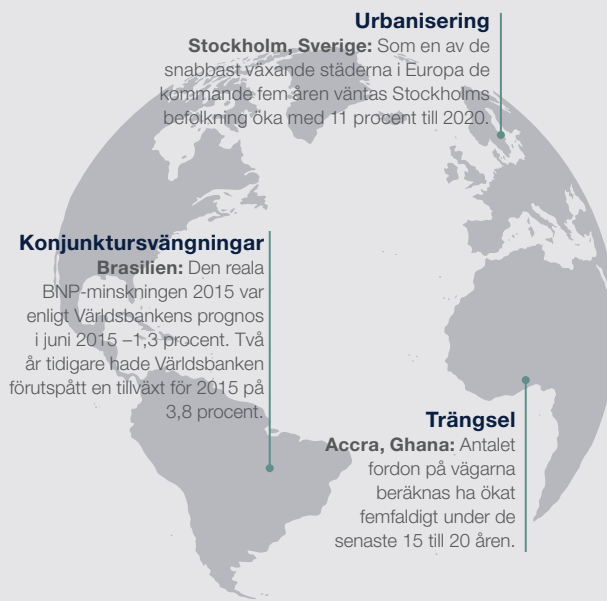 Urbanisering
Stockholm, Sverige: Som en av de
snabbast växande städerna i Europa de
kommande fem åren väntas Stockholms
befolkning öka med 11 procent till 2020.
Konjunktursvängningar
Brasilien: Den reala
BNP-minskningen 2015 var
enligt Världsbankens prognos
i juni 2015 –1,3 procent. Två
år tidigare hade Världsbanken
förutspått en tillväxt för 2015 på
3,8 procent.
Trängsel
Accra, Ghana: Antalet
fordon på vägarna
beräknas ha ökat
femfaldigt under de
senaste 15 till 20 åren.